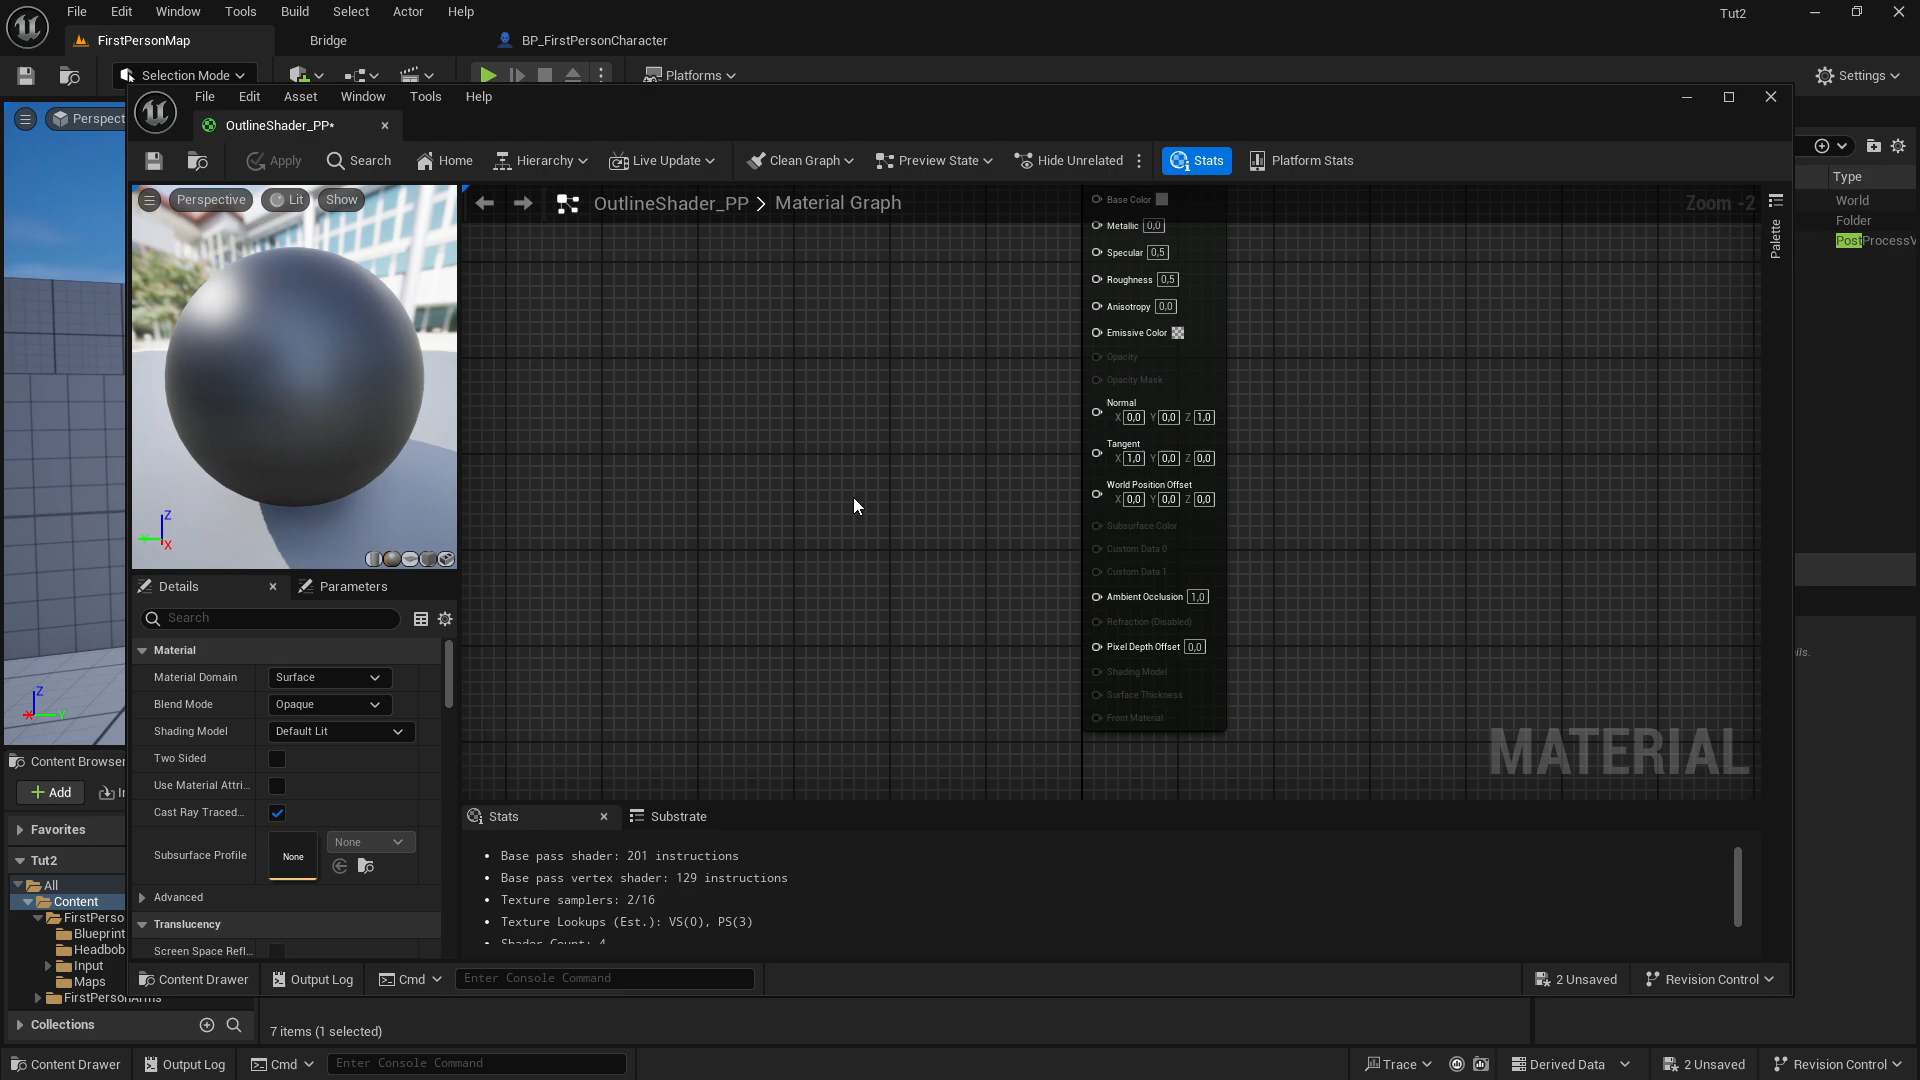 File Edit Window Tools Build Select Actor Help
Tut2
FirstPersonMap
Bridge
BP_FirstPersonCharacter
Selection Mode
Platforms
Settings
File Edit Asset Window Tools Help
Perspect
OutlineShader_PP*
Apply
Search
Home
Hierarchy
Live Update
Clean Graph
Preview State
Hide Unrelated
Stats
Platform Stats
Type
World
Folder
PostProcessV
Perspective
Lit
Show
OutlineShader_PP > Material Graph
Zoom -2
Palette
Base Color
Metallic 0,0
Specular 0,5
Roughness 0,5
Anisotropy 0,0
Emissive Color
Opacity
Opacity Mask
Normal
X 0,0 Y 0,0 Z 1,0
Tangent
X 1,0 Y 0,0 Z 0,0
World Position Offset
X 0,0 Y 0,0 Z 0,0
Subsurface Color
Custom Data 0
Custom Data 1
Ambient Occlusion 1,0
Refraction (Disabled)
Pixel Depth Offset 0,0
Shading Model
Surface Thickness
Front Material
MATERIAL
ils.
Z
X
Z
X
Y
Details
Parameters
Search
Material
Material Domain Surface
Blend Mode Opaque
Shading Model Default Lit
Two Sided
Use Material Attri...
Cast Ray Traced...
Subsurface Profile None None
Advanced
Translucency
Screen Space Refl...
Stats
Substrate
• Base pass shader: 201 instructions
• Base pass vertex shader: 129 instructions
• Texture samplers: 2/16
• Texture Lookups (Est.): VS(0), PS(3)
• Shader Count: 4
Content Browser
Add
Favorites
Tut2
All
Content
FirstPerso
Blueprint
Headbob
Input
Maps
FirstPersonArms
Collections
Content Drawer
Output Log
Cmd
Enter Console Command
2 Unsaved
Revision Control
7 items (1 selected)
Content Drawer
Output Log
Cmd
Enter Console Command
Trace
Derived Data
2 Unsaved
Revision Control